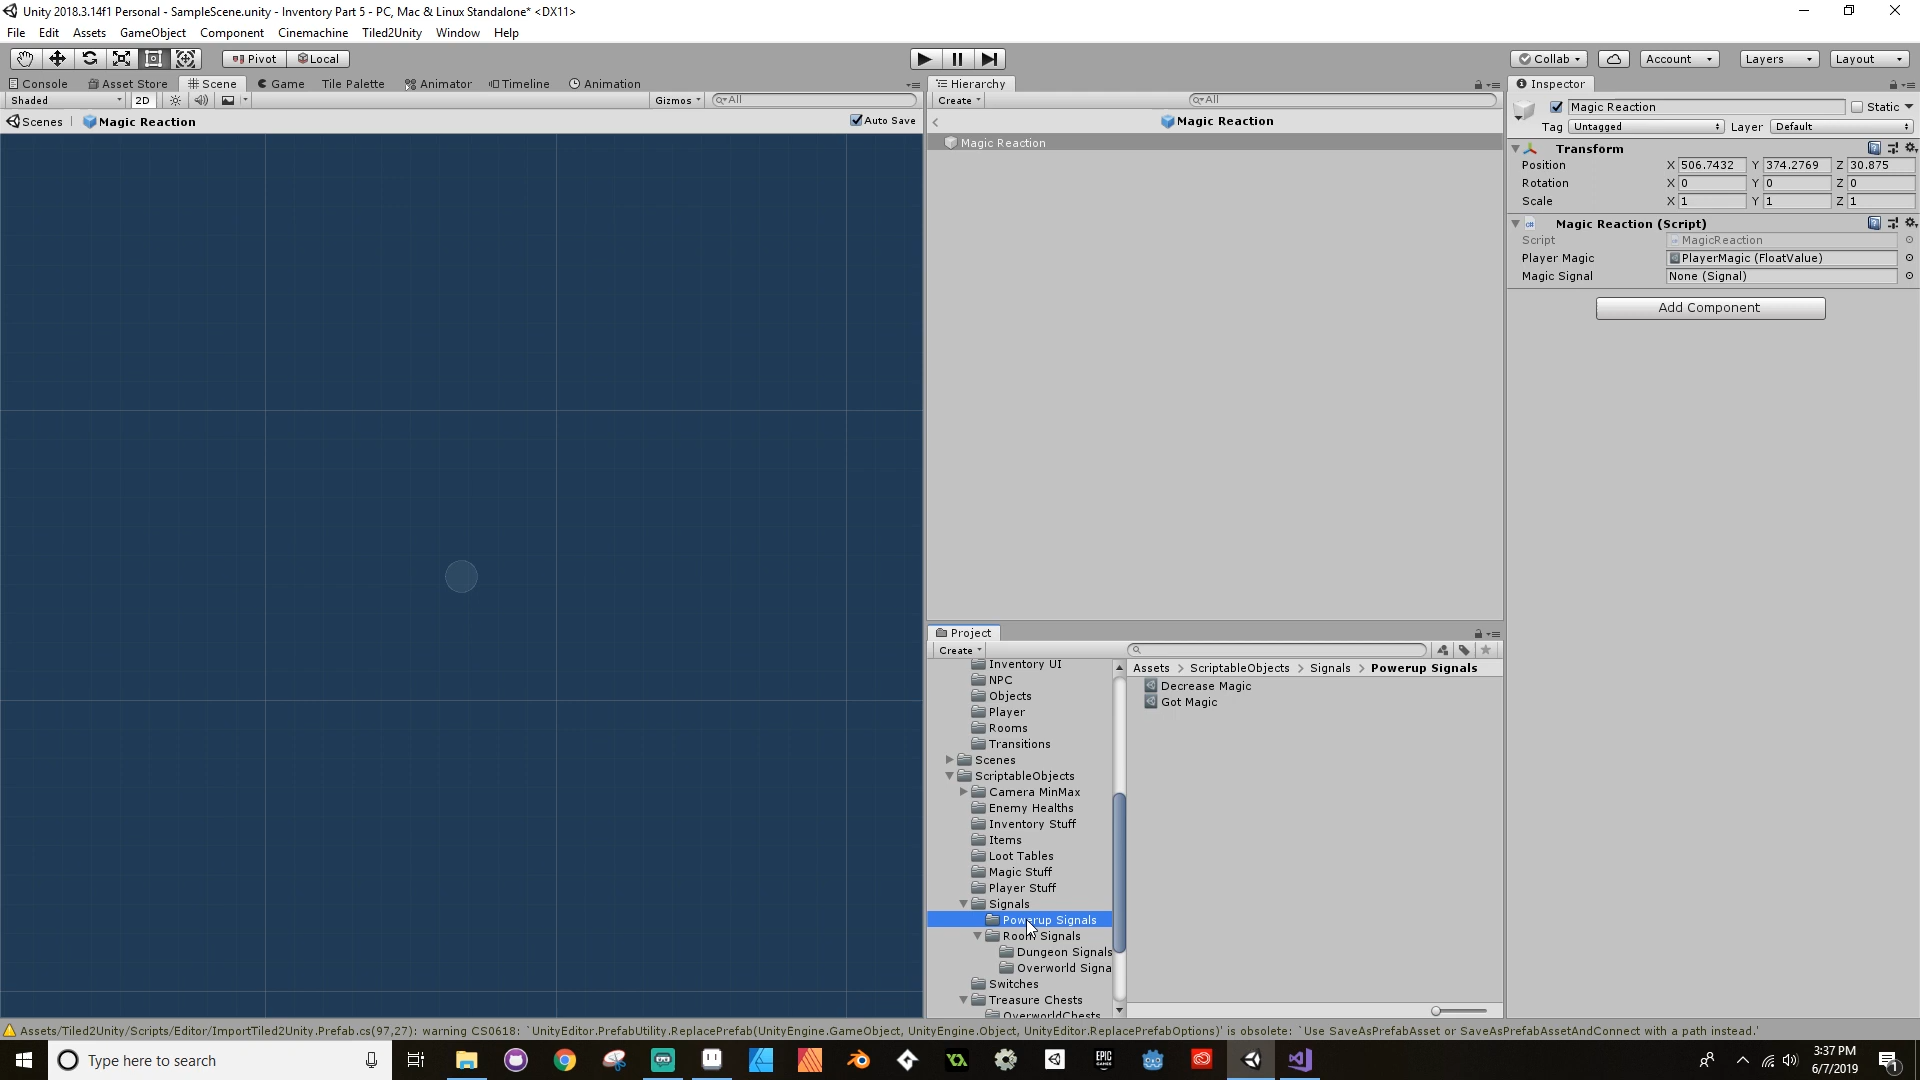 Unity 2018.3.14f1 Personal - SampleScene.unity - Inventory Part 5 - PC, Mac & Linux Standalone* <DX11>
File Edit Assets GameObject Component Cinemachine Tiled2Unity Window Help
Pivot Local Collab Account Layers Layout
Console Asset Store Scene Game Tile Palette Animator Timeline Animation
Shaded 2D Gizmos All
Scenes Magic Reaction Auto Save
Hierarchy
Create All
Magic Reaction
Magic Reaction
Inspector
Magic Reaction Static
Tag Untagged Layer Default
Transform
Position X 506.7432 Y 374.2769 Z 30.875
Rotation X 0 Y 0 Z 0
Scale X 1 Y 1 Z 1
Magic Reaction (Script)
Script MagicReaction
Player Magic PlayerMagic (FloatValue)
Magic Signal None (Signal)
Add Component
Project
Create
Inventory UI
NPC
Objects
Player
Rooms
Transitions
Scenes
ScriptableObjects
Camera MinMax
Enemy Healths
Inventory Stuff
Items
Loot Tables
Magic Stuff
Player Stuff
Signals
Powerup Signals
Room Signals
Dungeon Signals
Overworld Signa
Switches
Treasure Chests
OverworldChests
Assets > ScriptableObjects > Signals > Powerup Signals
Decrease Magic
Got Magic
Assets/Tiled2Unity/Scripts/Editor/ImportTiled2Unity.Prefab.cs(97,27): warning CS0618: `UnityEditor.PrefabUtility.ReplacePrefab(UnityEngine.GameObject, UnityEngine.Object, UnityEditor.ReplacePrefabOptions)' is obsolete: `Use SaveAsPrefabAsset or SaveAsPrefabAssetAndConnect with a path instead.'
Type here to search
EPIC GAMES
3:37 PM
6/7/2019
1